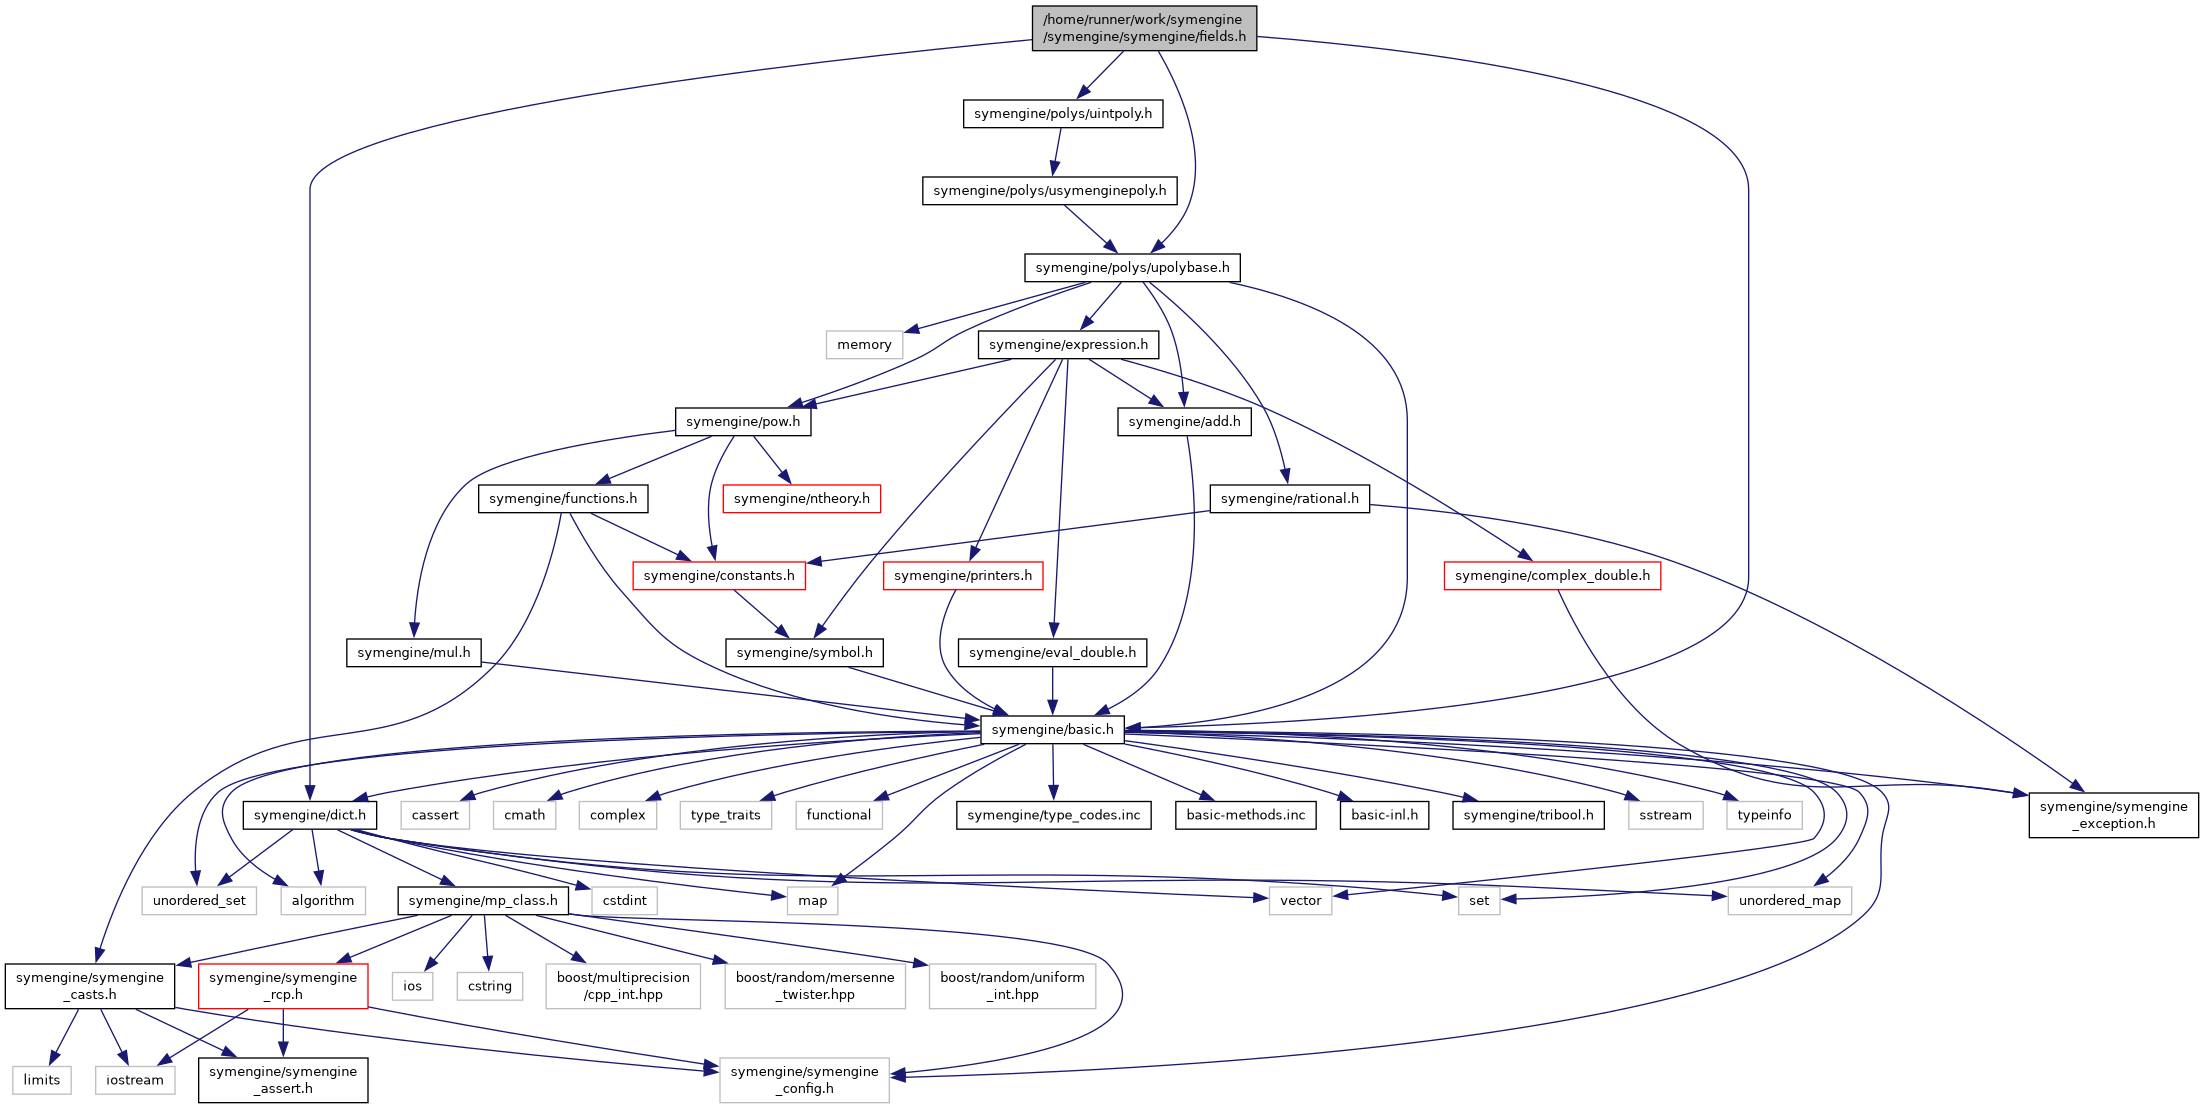 /home/runner/work/symengine
/symengine/symengine/fields.h
symengine/polys/uintpoly.h
symengine/polys/usymenginepoly.h
symengine/polys/upolybase.h
memory
symengine/expression.h
symengine/pow.h
symengine/add.h
symengine/functions.h
symengine/ntheory.h
symengine/rational.h
symengine/constants.h
symengine/printers.h
symengine/complex_double.h
symengine/mul.h
symengine/symbol.h
symengine/eval_double.h
symengine/basic.h
symengine/dict.h
cassert
cmath
complex
type_traits
functional
symengine/type_codes.inc
basic-methods.inc
basic-inl.h
symengine/tribool.h
sstream
typeinfo
symengine/symengine
_exception.h
unordered_set
algorithm
symengine/mp_class.h
cstdint
map
vector
set
unordered_map
symengine/symengine
_casts.h
symengine/symengine
_rcp.h
ios
cstring
boost/multiprecision
/cpp_int.hpp
boost/random/mersenne
_twister.hpp
boost/random/uniform
_int.hpp
limits
iostream
symengine/symengine
_assert.h
symengine/symengine
_config.h